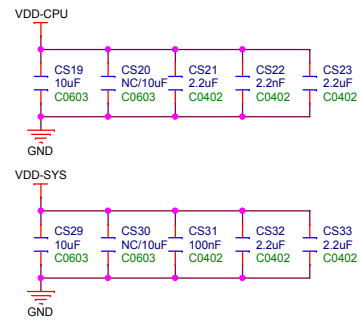 VDD-CPU
CS19 CS20 CS21 CS22 CS23
10uF NC/10uF 2.2uF 2.2nF 2.2uF
C0603 C0603 C0402 C0402 C0402
GND
VDD-SYS
CS29 CS30 CS31 CS32 CS33
10uF NC/10uF 100nF 2.2uF 2.2uF
C0603 C0603 C0402 C0402 C0402
GND